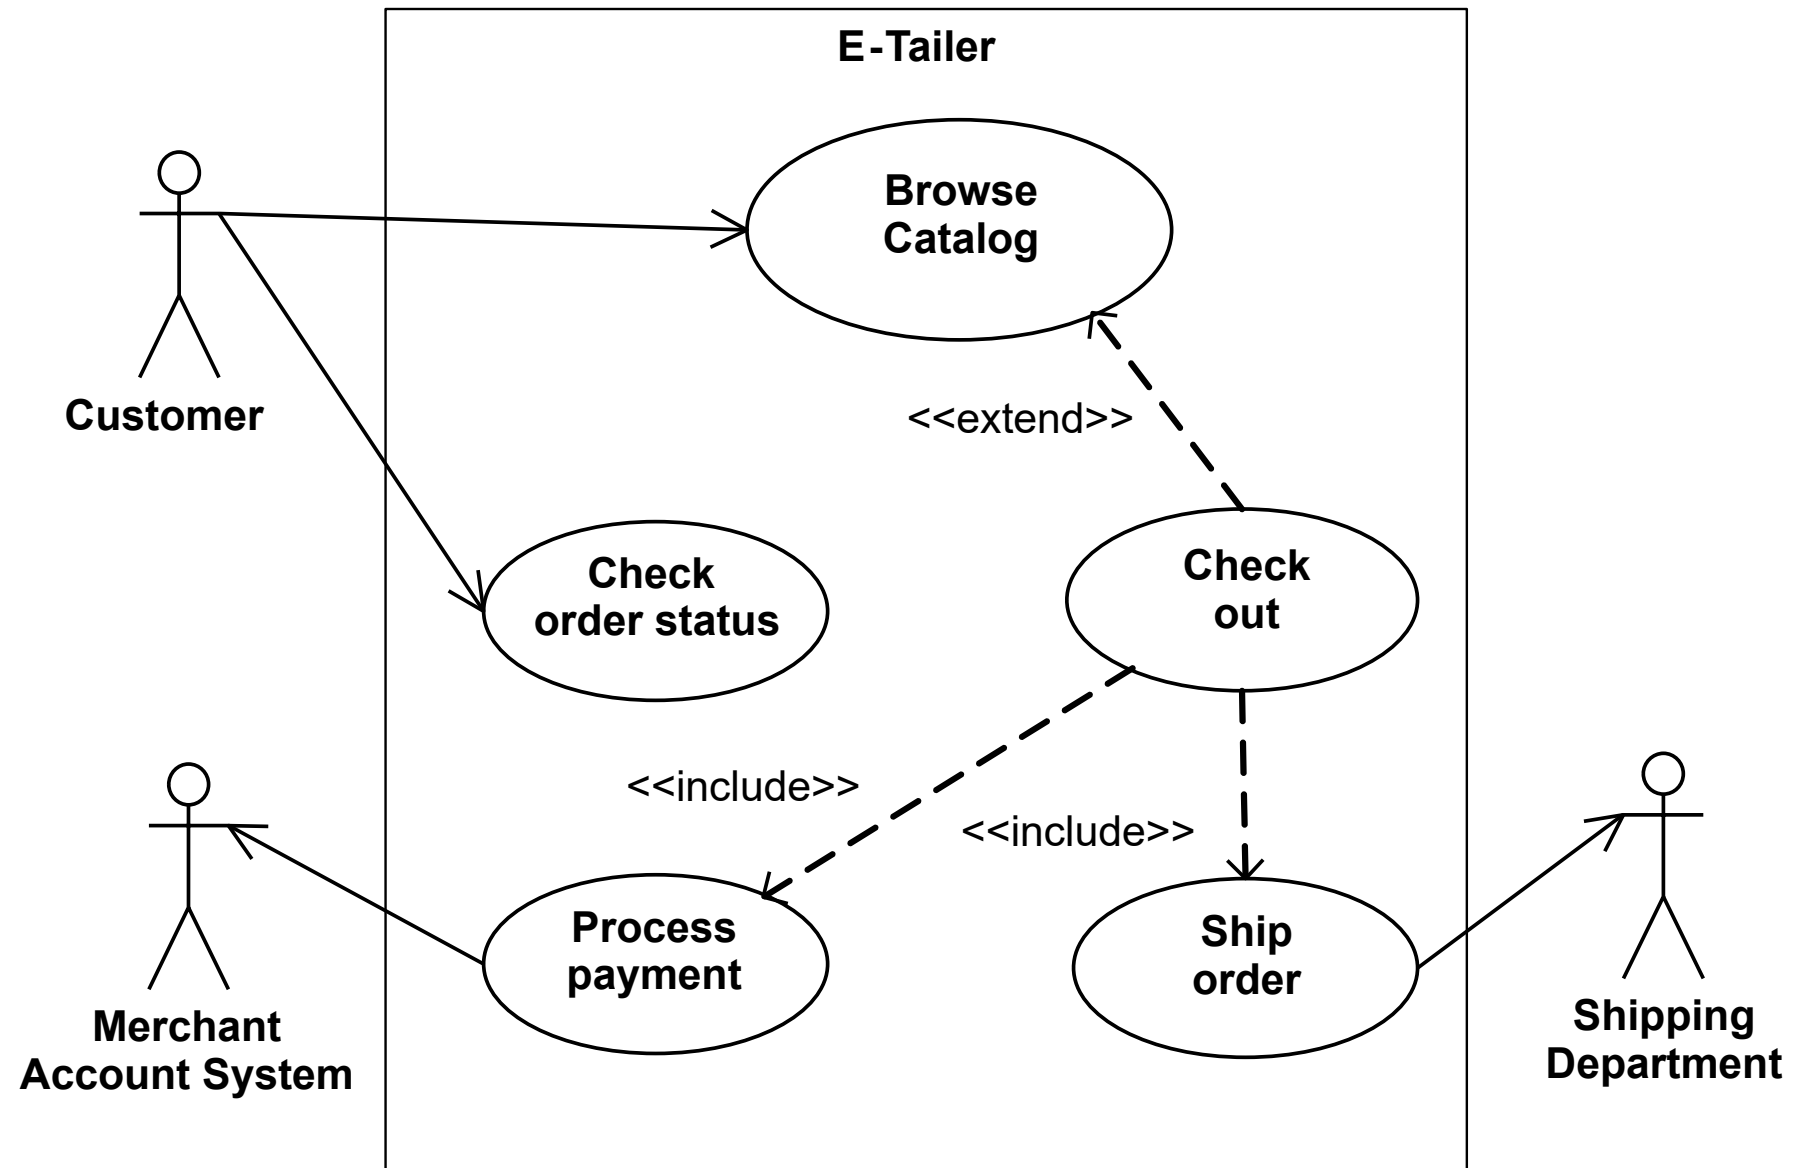 E-Tailer
Browse
Catalog
Customer
<<extend>>
Check
order status
Check
out
<<include>>
<<include>>
Process
payment
Ship
order
Merchant
Account System
Shipping
Department